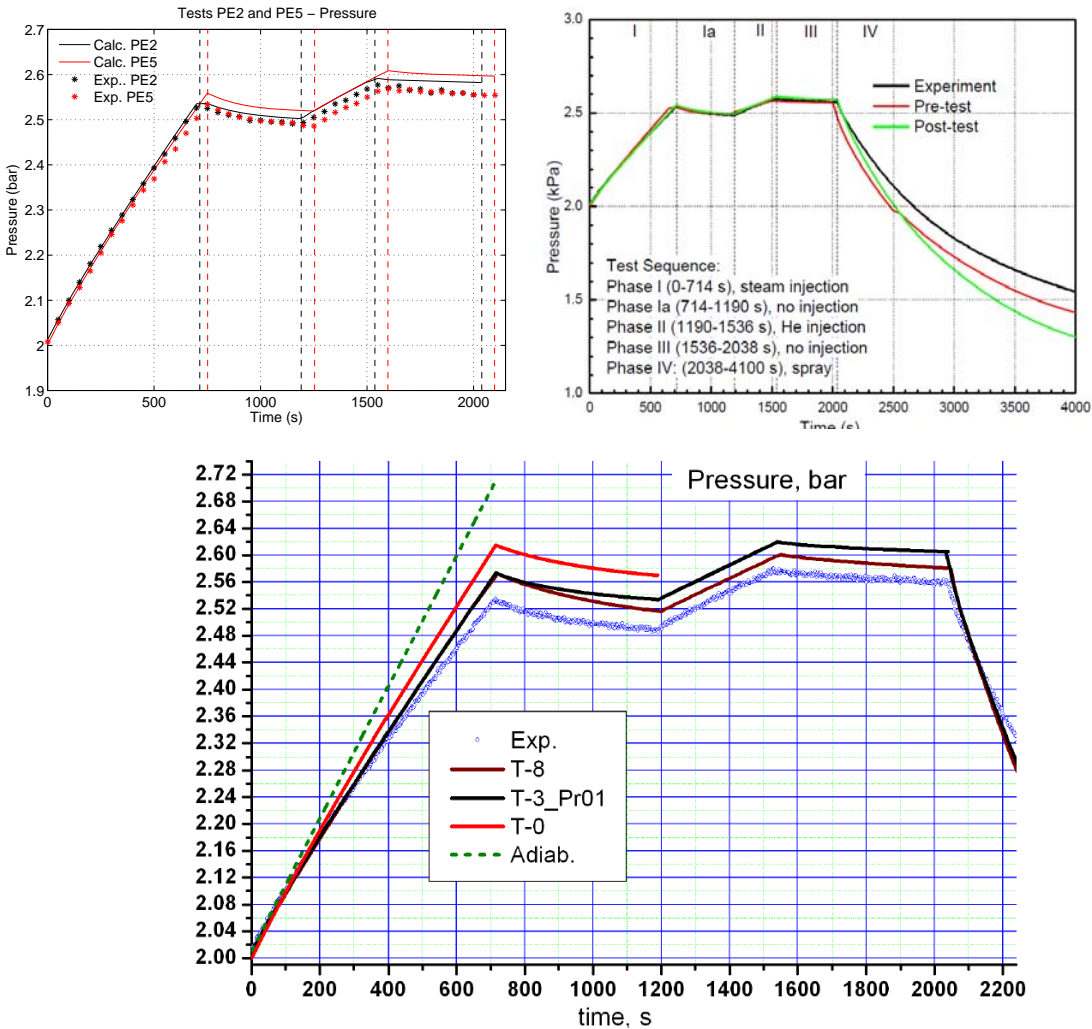 Tests PE2 and PE5 – Pressure
2.7
2.6
2.5
2.4
2.3
2.2
2.1
2
1.9
Pressure (bar)
Calc. PE2
Calc. PE5
Exp.. PE2
Exp. PE5
0
500
1000
1500
2000
Time (s)
3.0
2.5
2.0
1.5
1.0
Pressure (kPa)
I
Ia
II
III
IV
Experiment
Pre-test
Post-test
Test Sequence:
Phase I (0-714 s), steam injection
Phase Ia (714-1190 s), no injection
Phase II (1190-1536 s), He injection
Phase III (1536-2038 s), no injection
Phase IV: (2038-4100 s), spray
0
500
1000
1500
2000
2500
3000
3500
4000
Time (s)
Pressure, bar
2.72
2.68
2.64
2.60
2.56
2.52
2.48
2.44
2.40
2.36
2.32
2.28
2.24
2.20
2.16
2.12
2.08
2.04
2.00
Exp.
T-8
T-3_Pr01
T-0
Adiab.
0
200
400
600
800
1000
1200
1400
1600
1800
2000
2200
time, s